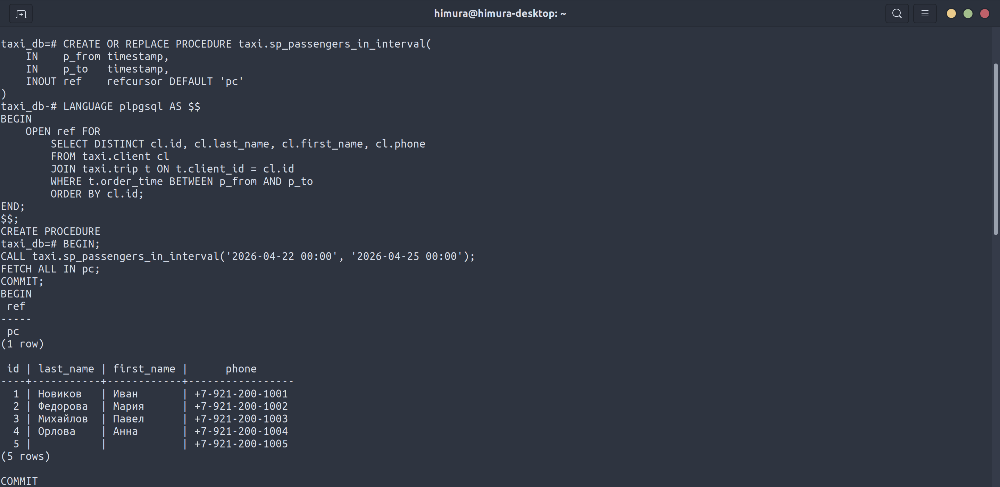 himura@himura-desktop: ~
taxi_db=# CREATE OR REPLACE PROCEDURE taxi.sp_passengers_in_interval(
    IN    p_from timestamp,
    IN    p_to   timestamp,
    INOUT ref    refcursor DEFAULT 'pc'
)
taxi_db-# LANGUAGE plpgsql AS $$
BEGIN
    OPEN ref FOR
        SELECT DISTINCT cl.id, cl.last_name, cl.first_name, cl.phone
        FROM taxi.client cl
        JOIN taxi.trip t ON t.client_id = cl.id
        WHERE t.order_time BETWEEN p_from AND p_to
        ORDER BY cl.id;
END;
$$;
CREATE PROCEDURE
taxi_db=# BEGIN;
CALL taxi.sp_passengers_in_interval('2026-04-22 00:00', '2026-04-25 00:00');
FETCH ALL IN pc;
COMMIT;
BEGIN
 ref
-----
 pc
(1 row)

 id | last_name | first_name |      phone
----+-----------+------------+-----------------
  1 | Новиков   | Иван       | +7-921-200-1001
  2 | Федорова  | Мария      | +7-921-200-1002
  3 | Михайлов  | Павел      | +7-921-200-1003
  4 | Орлова    | Анна       | +7-921-200-1004
  5 |           |            | +7-921-200-1005
(5 rows)

COMMIT